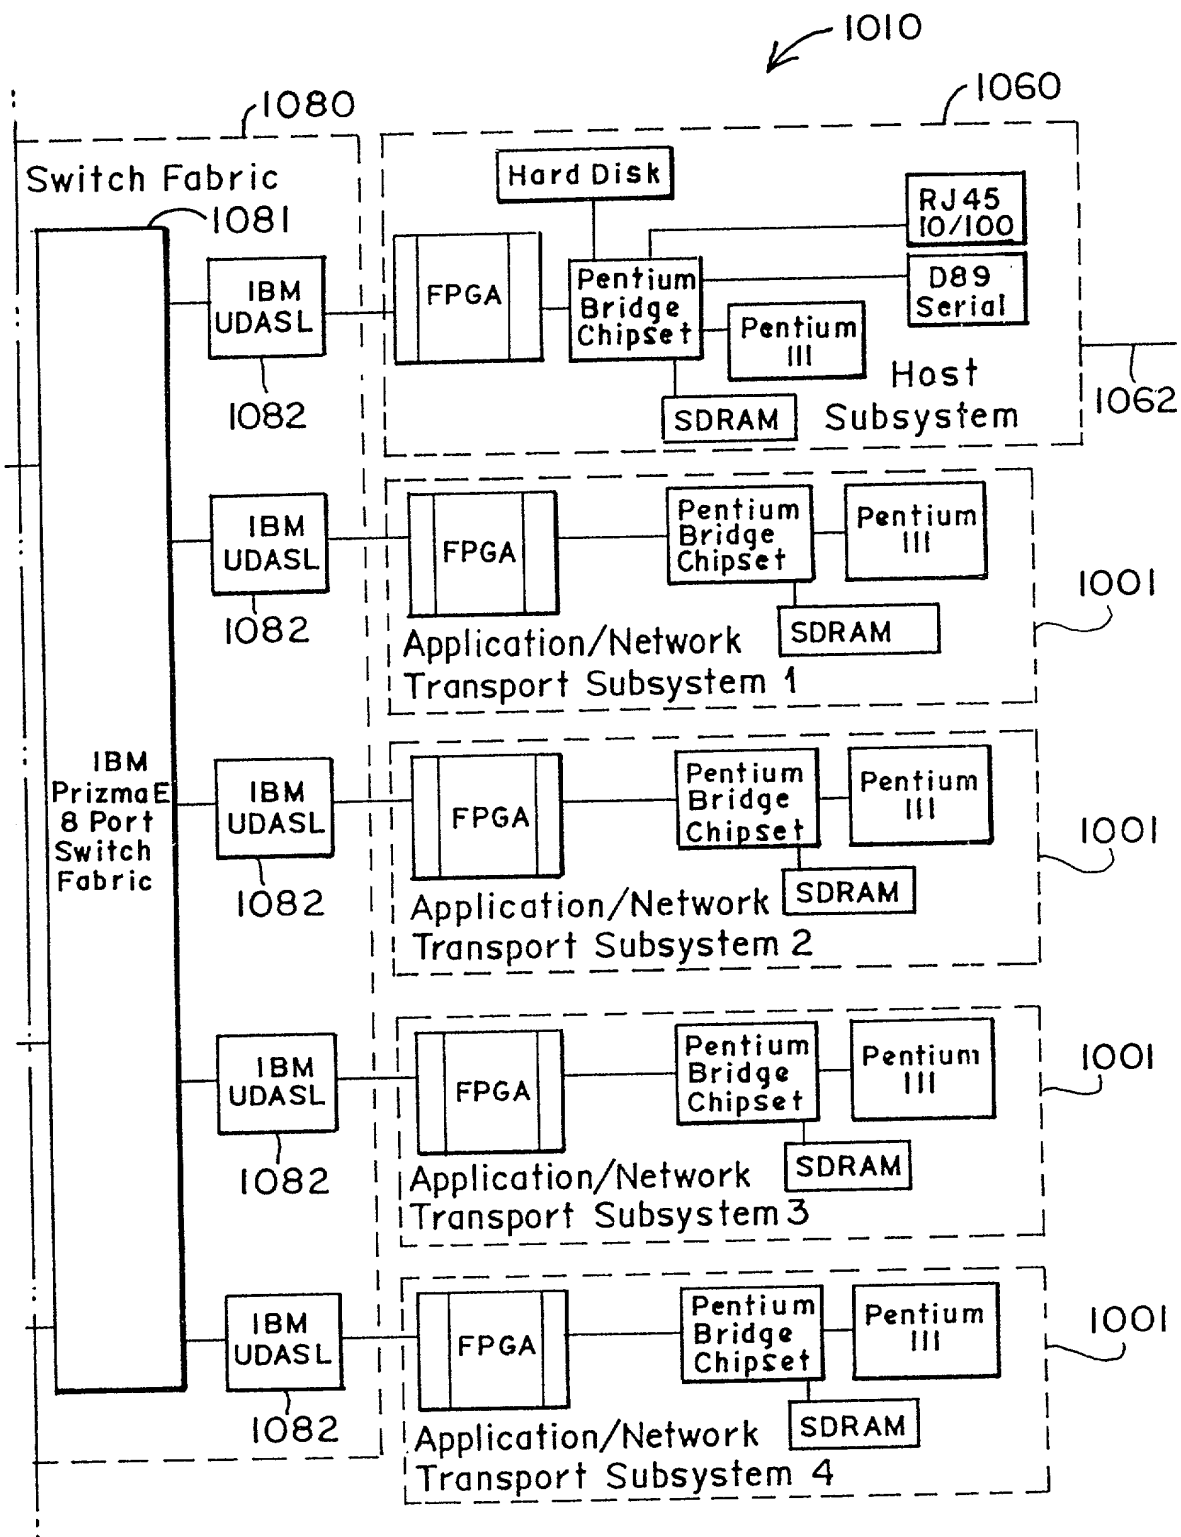 1010
1080
1060
Switch Fabric
1081
Hard Disk
RJ45
10/100
IBM
UDASL
FPGA
Pentium
Bridge
Chipset
D89
Serial
Pentium
III
1082
SDRAM
Host
Subsystem
1062
IBM
UDASL
FPGA
Pentium
Bridge
Chipset
Pentium
III
1082
SDRAM
1001
Application/Network
Transport Subsystem 1
IBM
PrizmaE
8 Port
Switch
Fabric
IBM
UDASL
FPGA
Pentium
Bridge
Chipset
Pentium
III
1001
1082
SDRAM
Application/Network
Transport Subsystem 2
IBM
UDASL
FPGA
Pentium
Bridge
Chipset
Pentium
III
1001
1082
SDRAM
Application/Network
Transport Subsystem 3
IBM
UDASL
FPGA
Pentium
Bridge
Chipset
Pentium
III
1001
1082
SDRAM
Application/Network
Transport Subsystem 4